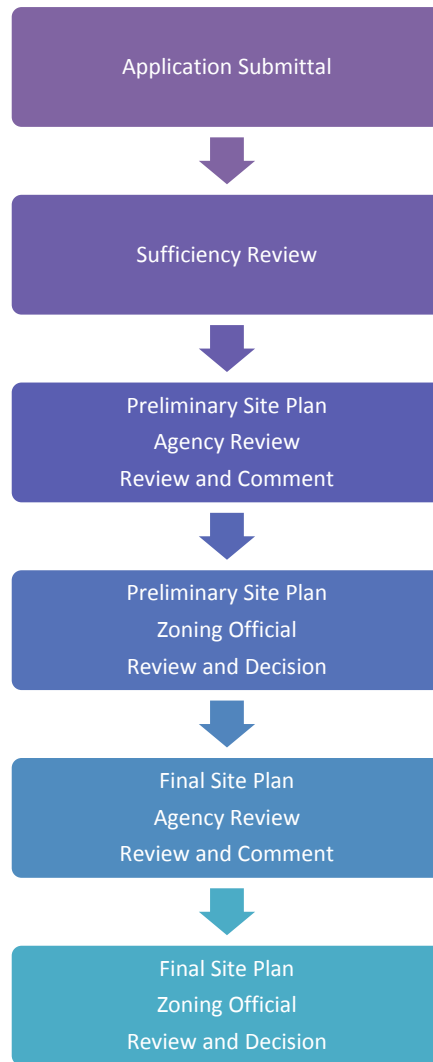 Application Submittal
Sufficiency Review
Preliminary Site Plan
Agency Review
Review and Comment
Preliminary Site Plan
Zoning Official
Review and Decision
Final Site Plan
Agency Review
Review and Comment
Final Site Plan
Zoning Official
Review and Decision